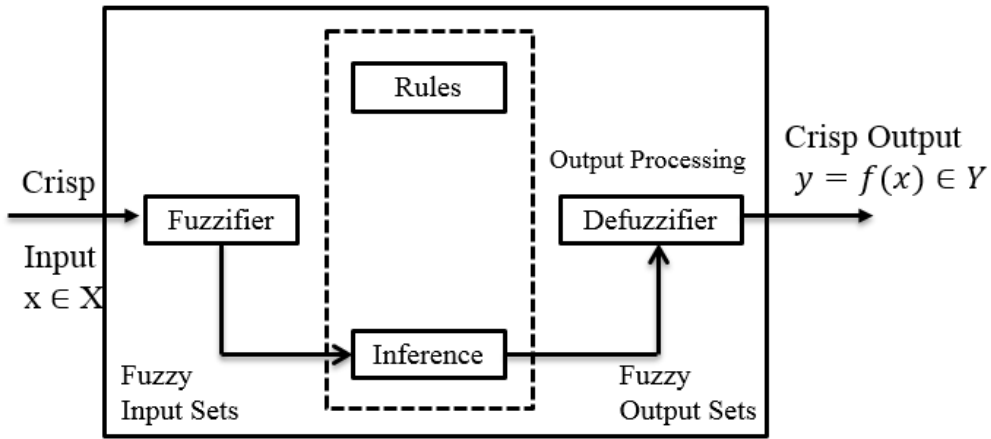 Crisp
Input
x ∈ X
Fuzzifier
Fuzzy
Input Sets
Rules
Inference
Output Processing
Defuzzifier
Fuzzy
Output Sets
Crisp Output
y = f(x) ∈ Y